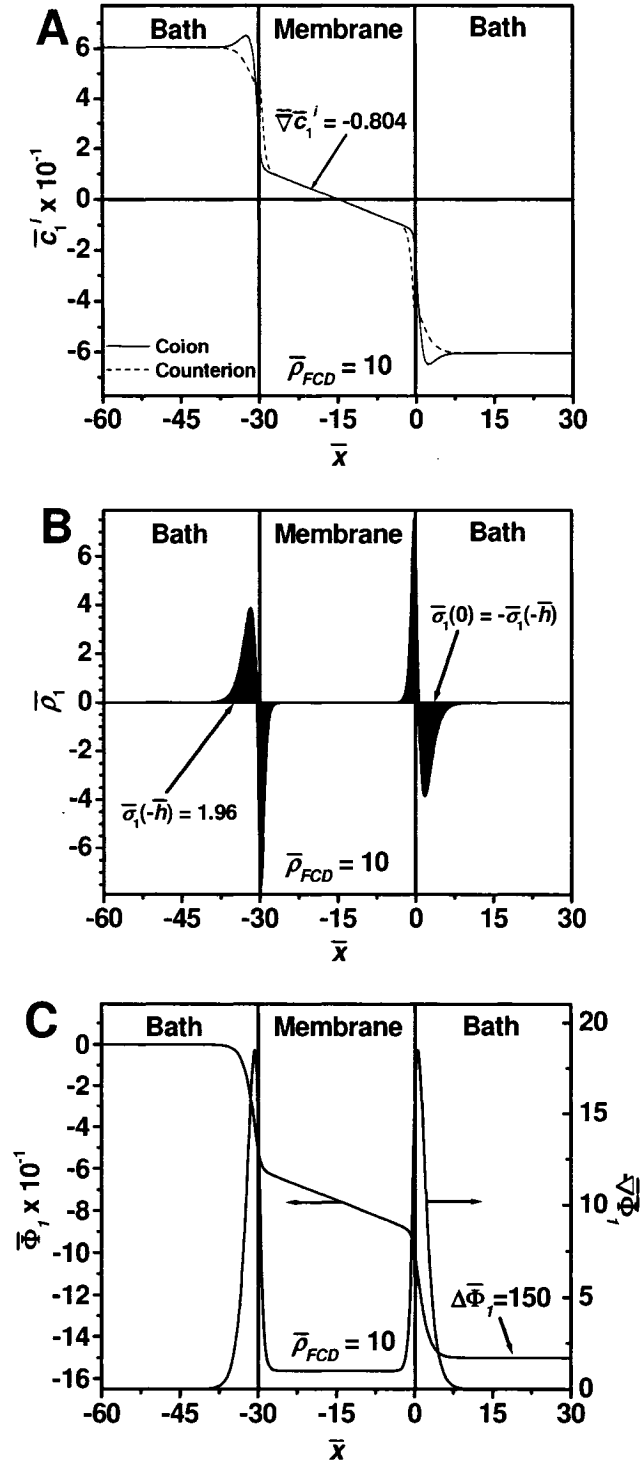 A
Bath
Membrane
Bath
6
4
2
0
-2
-4
-6
c̄₁ⁱ x 10⁻¹
∇̄c̄₁ⁱ = -0.804
Coion
Counterion
ρ̄_FCD = 10
-60 -45 -30 -15 0 15 30
x̄
B
Bath
Membrane
Bath
6
4
2
0
-2
-4
-6
ρ̄₁
σ̄₁(0) = -σ̄₁(-h̄)
σ̄₁(-h̄) = 1.96
ρ̄_FCD = 10
-60 -45 -30 -15 0 15 30
x̄
C
Bath
Membrane
Bath
0
-2
-4
-6
-8
-10
-12
-14
-16
Φ̄₁ x 10⁻¹
20
15
10
5
0
∇̄Φ̄₁
ΔΦ̄₁=150
ρ̄_FCD = 10
-60 -45 -30 -15 0 15 30
x̄